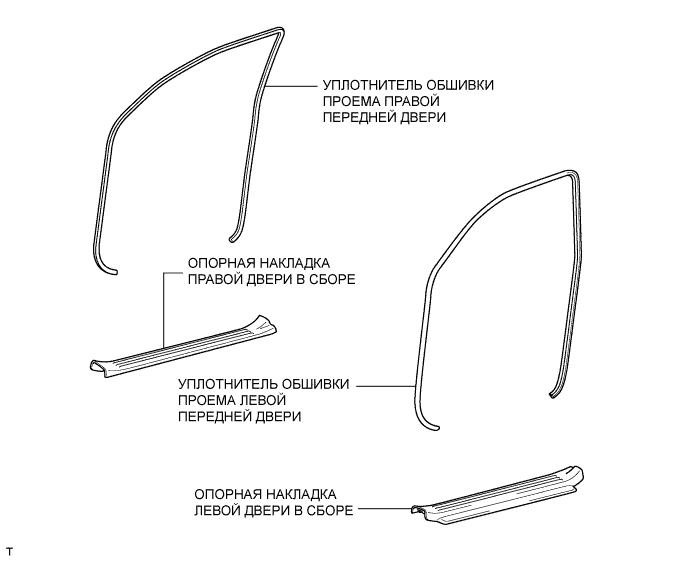 УПЛОТНИТЕЛЬ ОБШИВКИ
ПРОЕМА ПРАВОЙ
ПЕРЕДНЕЙ ДВЕРИ
ОПОРНАЯ НАКЛАДКА
ПРАВОЙ ДВЕРИ В СБОРЕ
УПЛОТНИТЕЛЬ ОБШИВКИ
ПРОЕМА ЛЕВОЙ
ПЕРЕДНЕЙ ДВЕРИ
ОПОРНАЯ НАКЛАДКА
ЛЕВОЙ ДВЕРИ В СБОРЕ
T